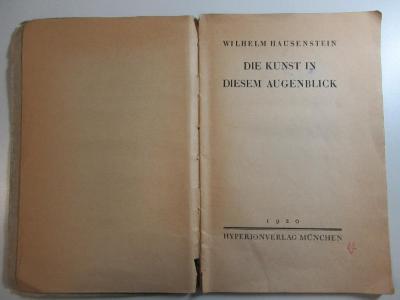 WILHELM HAUSENSTEIN
DIE KUNST IN
DIESEM AUGENBLICK
1920
HYPERIONVERLAG MÜNCHEN